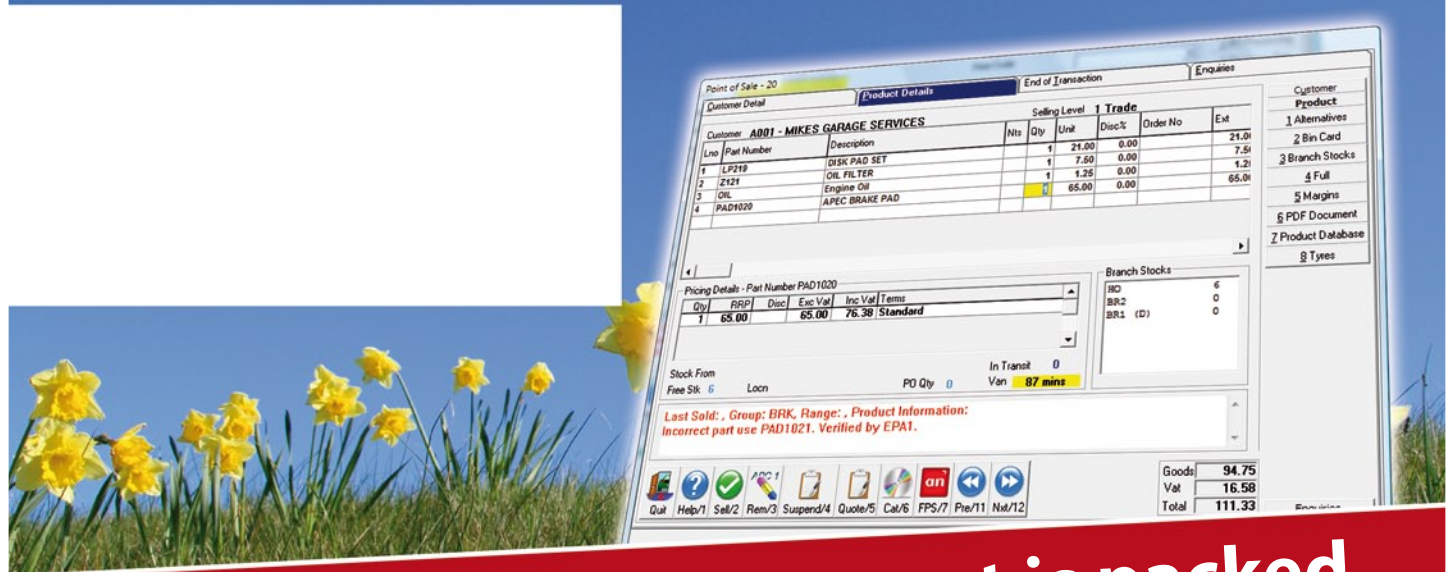 Point of Sale - 20
Customer Detail
Product Details
End of Transaction
Enquiries
Customer A001 - MIKES GARAGE SERVICES
Selling Level 1 Trade
Lno Part Number Description Nts Qty Unit Disc% Order No Ext
1 LP219 DISK PAD SET 1 21.00 0.00 21.00
2 Z121 OIL FILTER 1 7.50 0.00 7.50
3 OIL Engine Oil 1 1.25 0.00 1.25
4 PAD1020 APEC BRAKE PAD 1 65.00 0.00 65.00
Customer
Product
1 Alternatives
2 Bin Card
3 Branch Stocks
4 Full
5 Margins
6 PDF Document
7 Product Database
8 Tyres
Pricing Details - Part Number PAD1020
Qty RRP Disc Exc Vat Inc Vat Terms
1 65.00 65.00 76.38 Standard
Branch Stocks
HO 6
BR2 0
BR1 (D) 0
Stock From
Free Stk 6 Locn PO Qty 0
In Transit 0
Van 87 mins
Last Sold: , Group: BRK, Range: , Product Information:
Incorrect part use PAD1021. Verified by EPA1.
an
Quit Help/1 Sell/2 Rem/3 Suspend/4 Quote/5 Cat/6 FPS/7 Pre/11 Nxt/12
Goods 94.75
Vat 16.58
Total 111.33
Enquiries
is packed